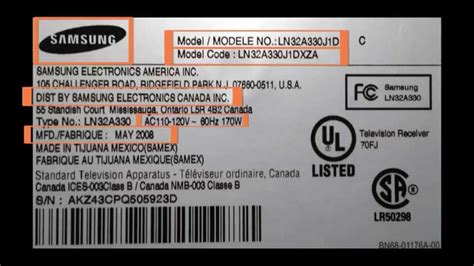 SAMSUNG
Model / MODELE NO.: LN32A330J1D C
Model Code : LN32A330J1DXZA
SAMSUNG ELECTRONICS AMERICA INC.
105 CHALLENGER ROAD, RIDGEFIELD PARK N.J. 07660-0511, U.S.A.
DIST BY SAMSUNG ELECTRONICS CANADA INC.
55 Standish Court Mississauga, Ontario L5R 4B2 Canada
Type No.: LN32A330 AC110-120V~ 60Hz 170W
MFD./FABRIQUE : MAY 2008
MADE IN TIJUANA MEXICO(SAMEX)
FABRIQUE AU TIJUANA MEXIQUE(SAMEX)
Standard Television Apparatus - Téléviseur ordinaire, Canada
Canada ICES-003Class B / Canada NMB-003 Classe B
S/N : AKZ43CPQ505923D
FC Samsung
LN32A330
UL
LISTED
Television Receiver
70FJ
SA
LR50298
BN68-01176A-00